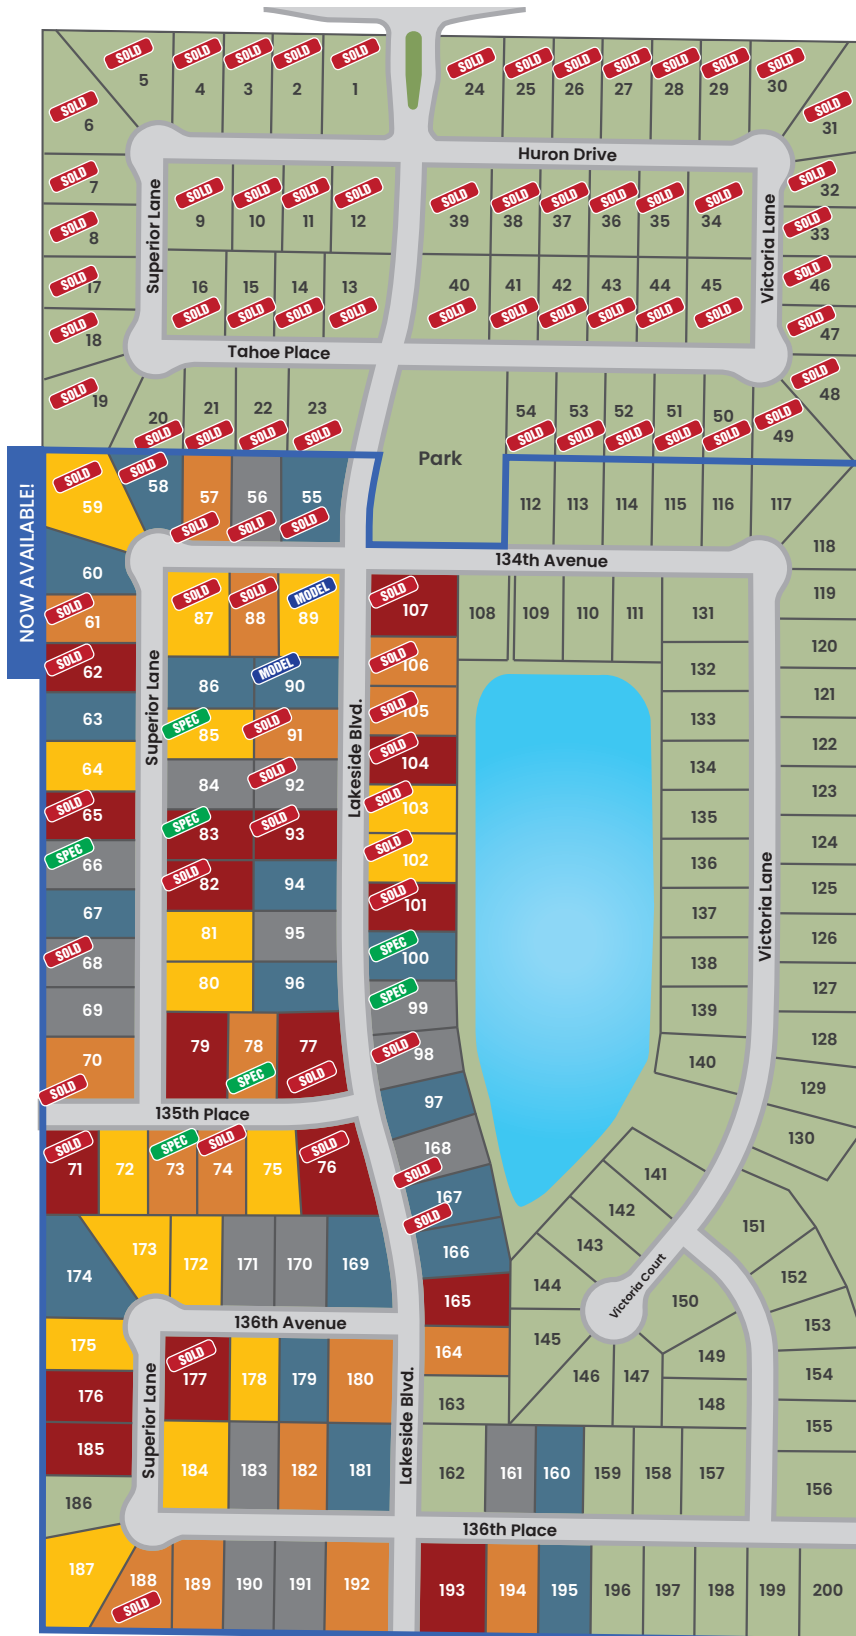 SOLD SOLD SOLD SOLD SOLD SOLD SOLD SOLD SOLD SOLD SOLD SOLD
5 4 3 2 1 24 25 26 27 28 29 30
SOLD SOLD
6 31
Huron Drive
SOLD SOLD
7 32
SOLD SOLD SOLD SOLD SOLD SOLD SOLD SOLD SOLD SOLD
9 10 11 12 39 38 37 36 35 34
SOLD SOLD
8 33
Superior Lane
Victoria Lane
SOLD SOLD
17 46
16 15 14 13 40 41 42 43 44 45
SOLD SOLD SOLD SOLD SOLD SOLD SOLD SOLD SOLD SOLD
SOLD SOLD
18 47
Tahoe Place
SOLD SOLD
19 48
20 21 22 23 54 53 52 51 50 49
SOLD SOLD SOLD SOLD SOLD SOLD SOLD SOLD SOLD SOLD
Park
NOW AVAILABLE!
SOLD SOLD
59 58 57 56 55
SOLD SOLD SOLD
112 113 114 115 116 117
118
134th Avenue
60
119
SOLD SOLD MODEL SOLD
87 88 89 107
108 109 110 111 131
SOLD
61
120
SOLD SOLD
62 106
132
86 MODEL
90
121
Superior Lane
Lakeside Blvd.
63
SOLD
105
133
SPEC SOLD
85 91
122
64
SOLD
104
134
84 SOLD
92
123
SOLD SOLD
65 103
135
SPEC SOLD
83 93
124
SPEC SOLD
66 102
136
SOLD
82 94
125
67
SOLD
101
137
81 95
126
Victoria Lane
SOLD SPEC
68 100
138
80 96
127
69
SPEC
99
139
79 78 77
SPEC SOLD
128
70
SOLD
SOLD
98
140
129
97
135th Place
130
SOLD SPEC SOLD SOLD
71 72 73 74 75 76
168
SOLD
141
167
SOLD
142
151
174 173 172 171 170 169
166
143
152
Victoria Court
144
165
150
153
136th Avenue
175
145
164
149
154
SOLD
177 178 179 180
146 147
176
163
148
155
Superior Lane
Lakeside Blvd.
185
184 183 182 181
162 161 160 159 158 157
156
186
136th Place
187 188 189 190 191 192
SOLD
193 194 195 196 197 198 199 200